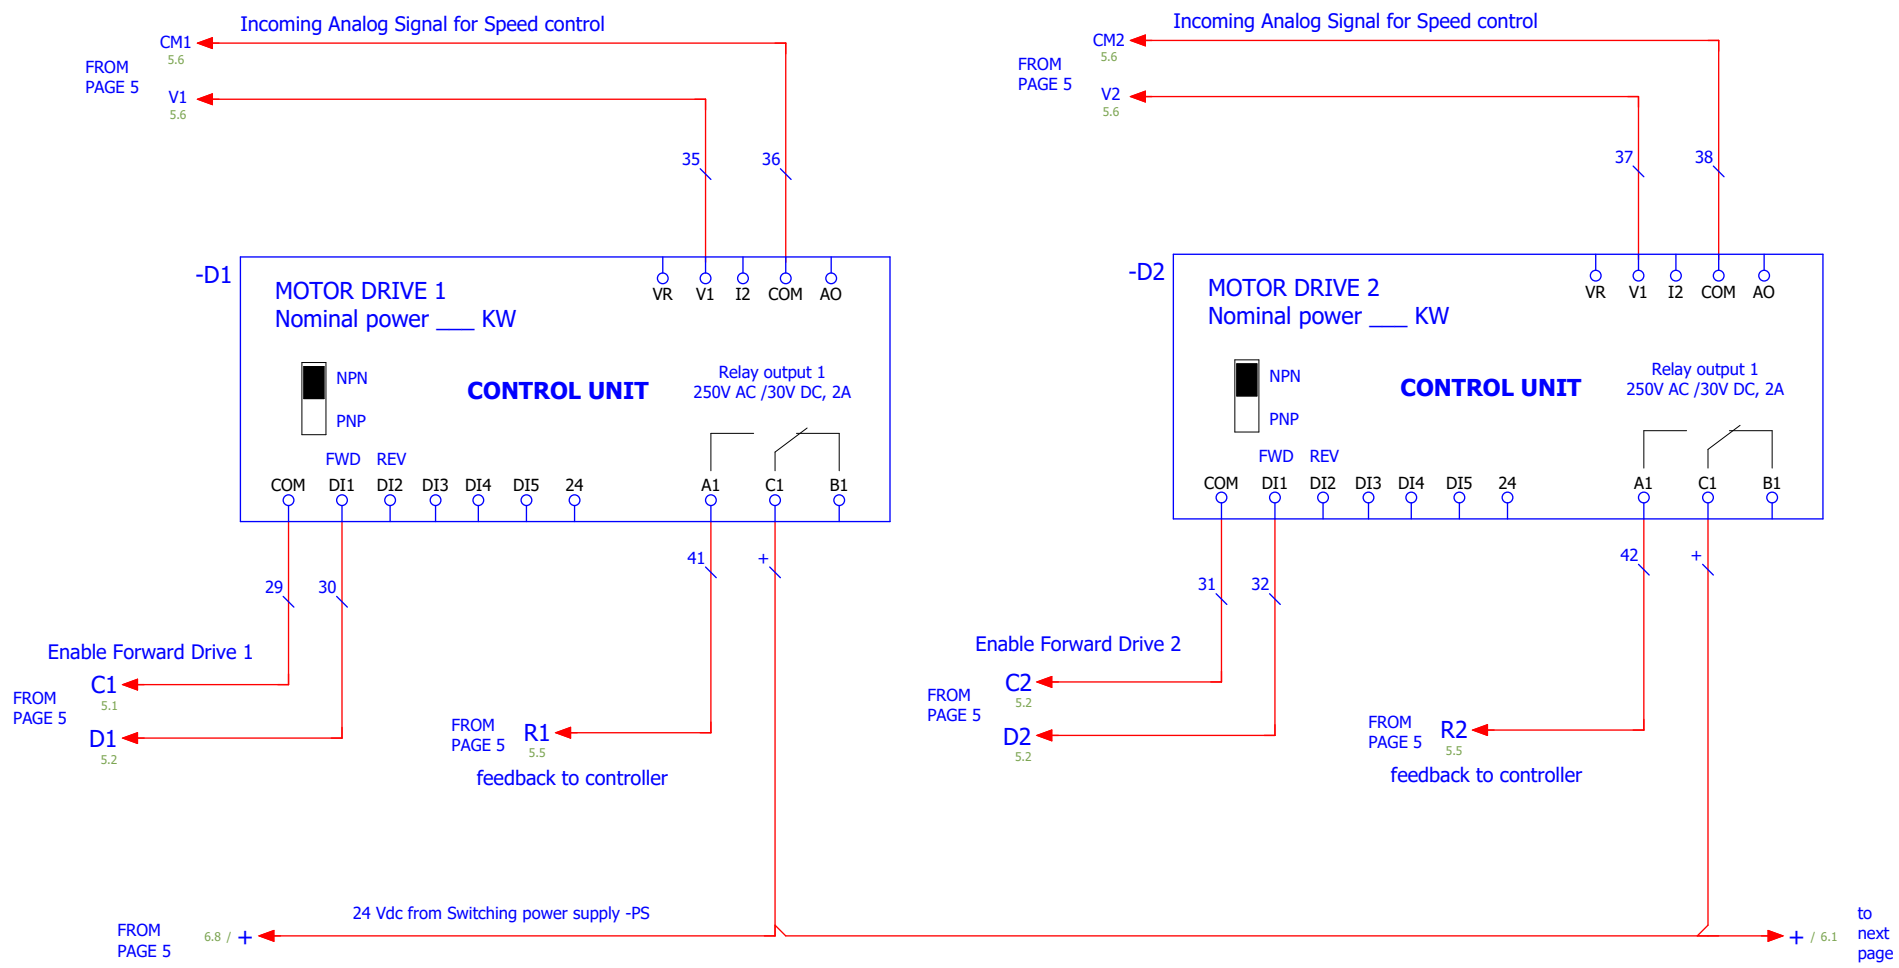 Incoming Analog Signal for Speed control
CM1
5.6
FROM
PAGE 5
V1
5.6
35
36
-D1
MOTOR DRIVE 1
Nominal power ___ KW
VR
V1
I2
COM
AO
NPN
PNP
CONTROL UNIT
Relay output 1
250V AC /30V DC, 2A
FWD
REV
COM
DI1
DI2
DI3
DI4
DI5
24
A1
C1
B1
29
30
41
+
Enable Forward Drive 1
FROM
PAGE 5
C1
5.1
D1
5.2
FROM
PAGE 5
R1
5.5
feedback to controller
Incoming Analog Signal for Speed control
CM2
5.6
FROM
PAGE 5
V2
5.6
37
38
-D2
MOTOR DRIVE 2
Nominal power ___ KW
VR
V1
I2
COM
AO
NPN
PNP
CONTROL UNIT
Relay output 1
250V AC /30V DC, 2A
FWD
REV
COM
DI1
DI2
DI3
DI4
DI5
24
A1
C1
B1
31
32
42
+
Enable Forward Drive 2
FROM
PAGE 5
C2
5.2
D2
5.2
FROM
PAGE 5
R2
5.5
feedback to controller
24 Vdc from Switching power supply -PS
FROM
PAGE 5
6.8 / +
+ / 6.1
to
next
page